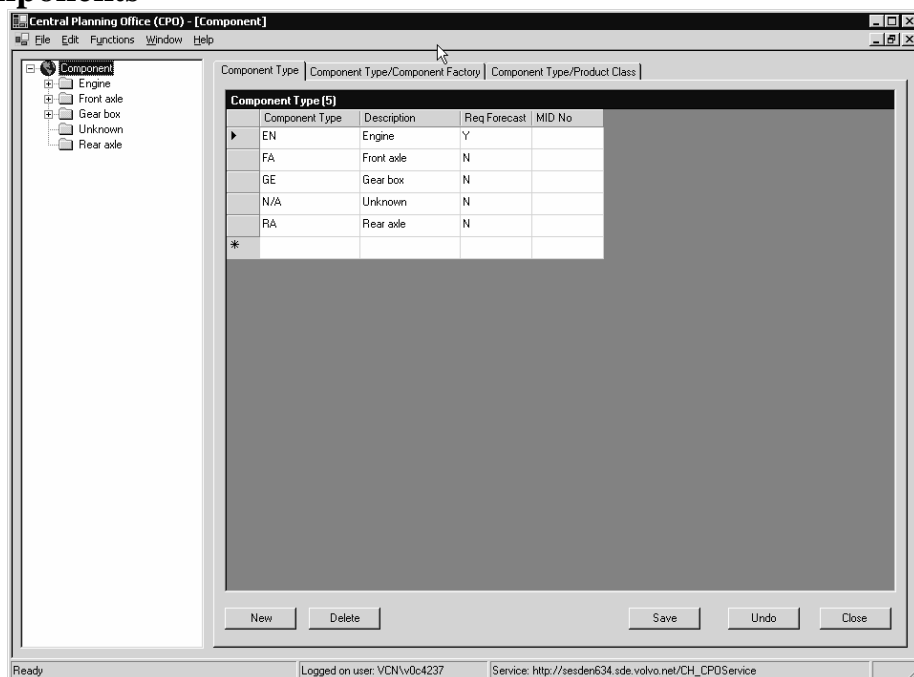 mponents
Central Planning Office (CPO) - [Component]
File Edit Functions Window Help
Component
Engine
Front axle
Gear box
Unknown
Rear axle
Component Type Component Type/Component Factory Component Type/Product Class
Component Type (5)
Component Type Description Req Forecast MID No
EN Engine Y
FA Front axle N
GE Gear box N
N/A Unknown N
RA Rear axle N
New Delete Save Undo Close
Ready Logged on user: VCN\v0c4237 Service: http://sesden634.sde.volvo.net/CH_CPOService